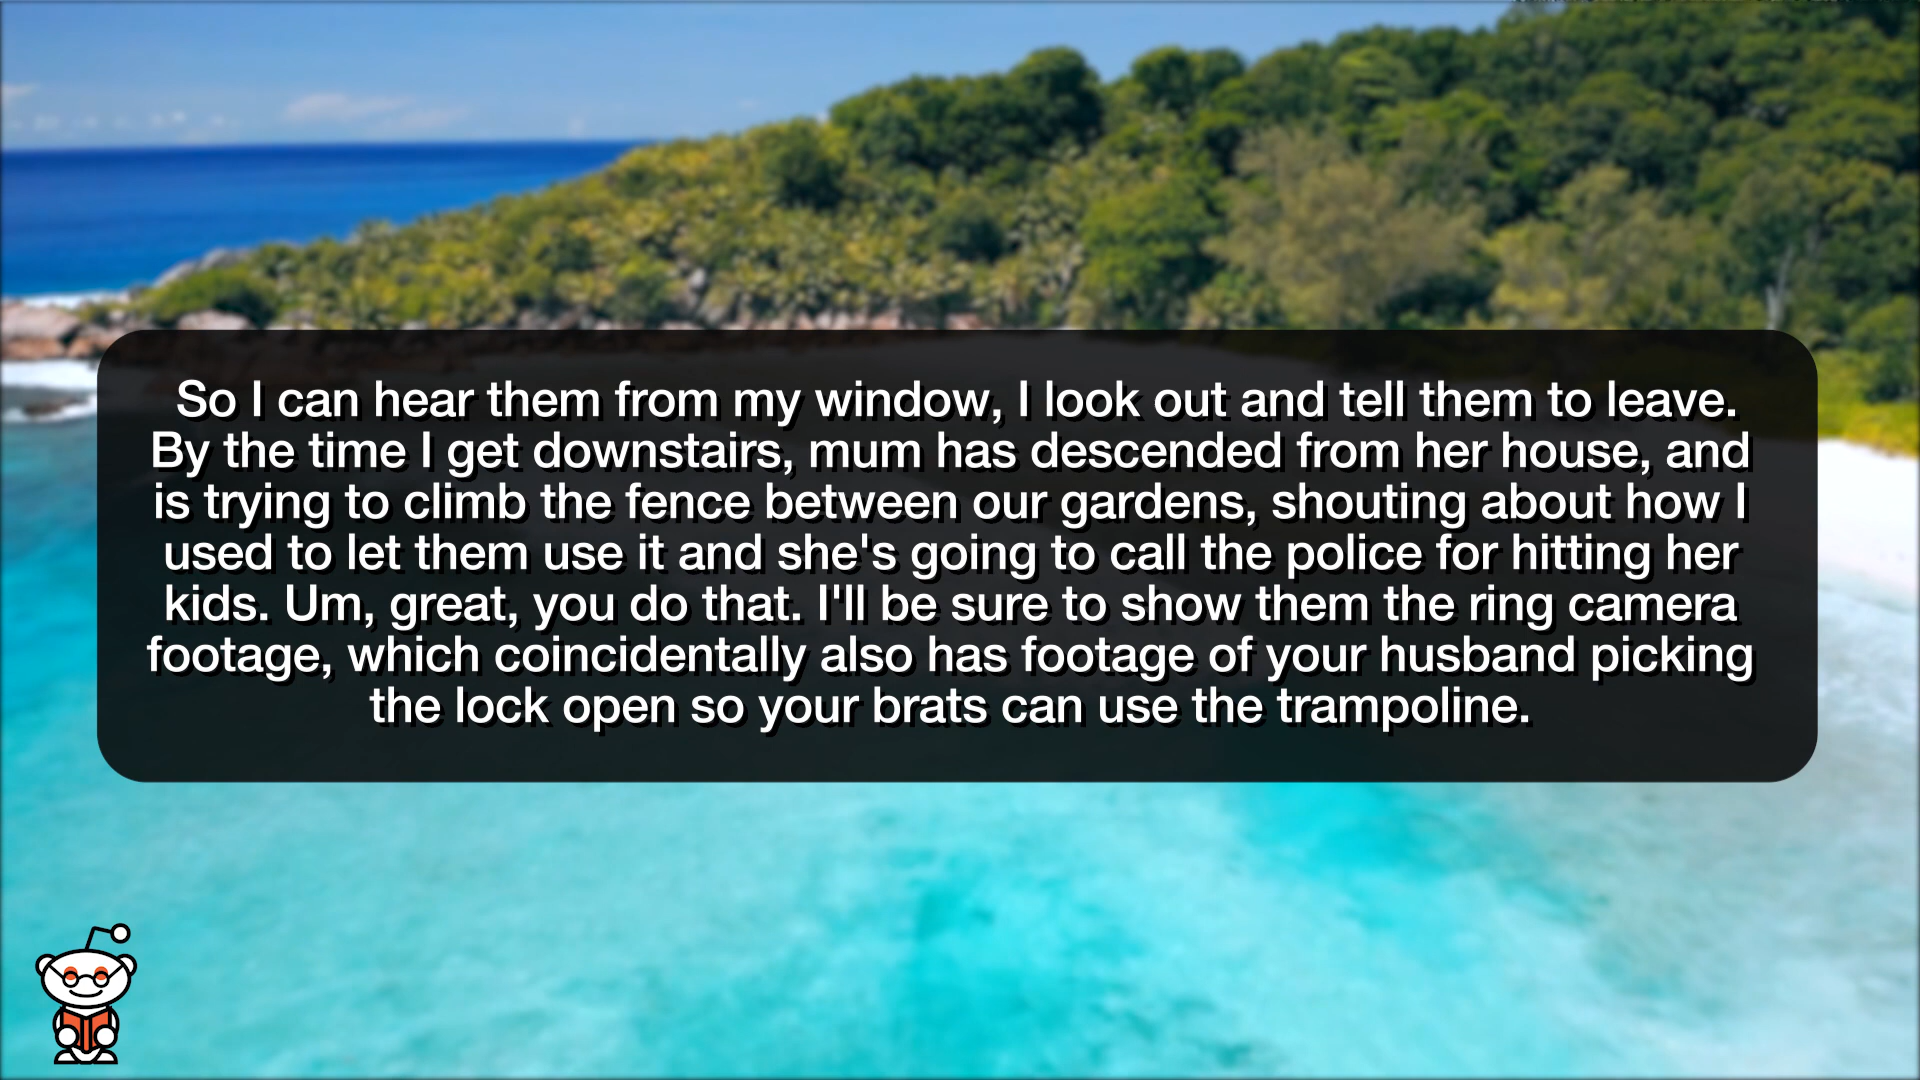 So I can hear them from my window, I look out and tell them to leave.
By the time I get downstairs, mum has descended from her house, and
is trying to climb the fence between our gardens, shouting about how I
used to let them use it and she's going to call the police for hitting her
kids. Um, great, you do that. I'll be sure to show them the ring camera
footage, which coincidentally also has footage of your husband picking
the lock open so your brats can use the trampoline.